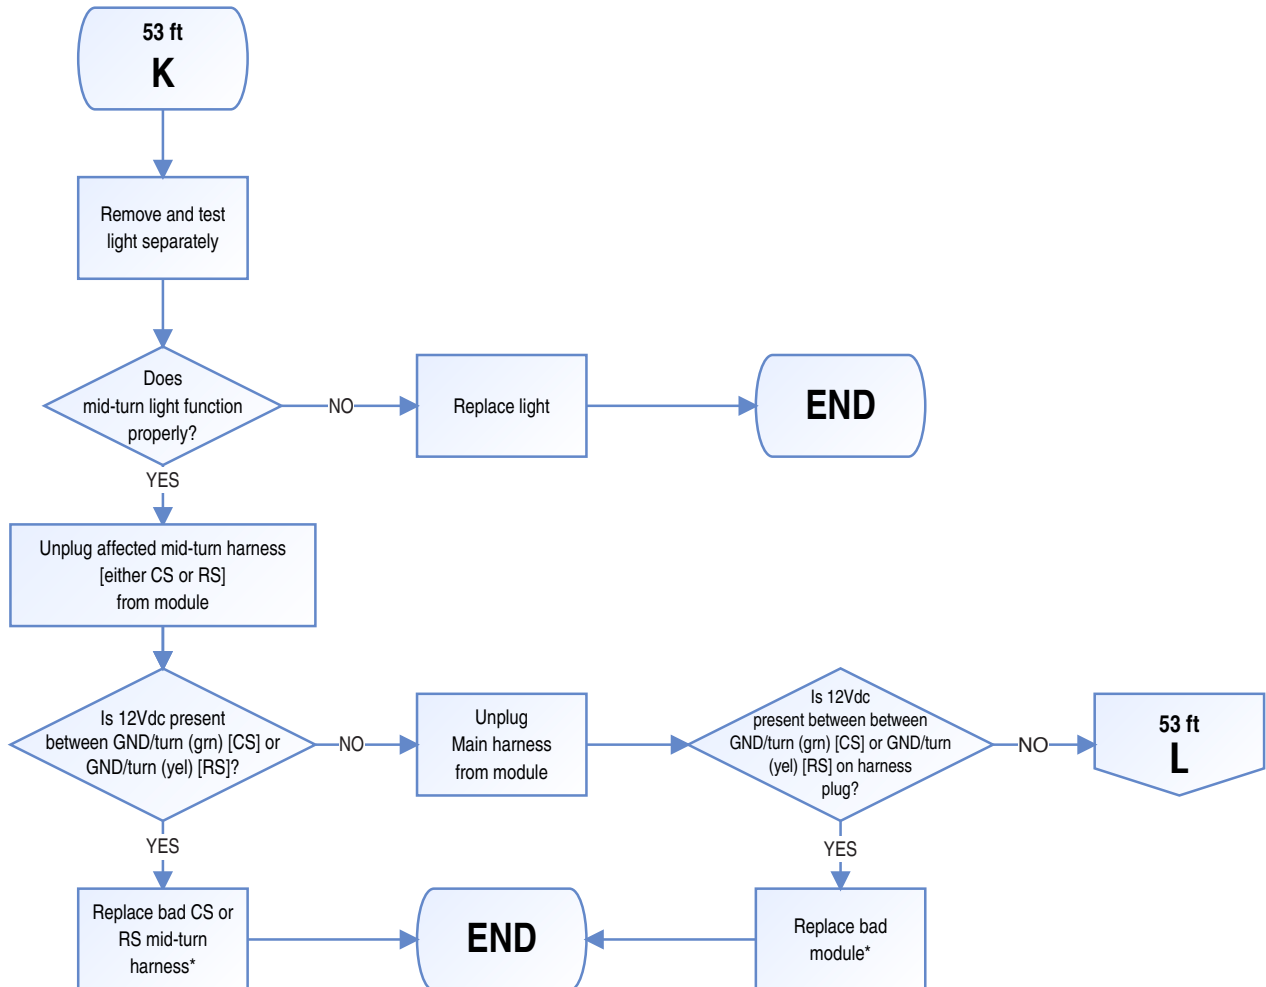 53 ft
K
Remove and test
light separately
Does
mid-turn light function
properly?
NO
Replace light
END
YES
Unplug affected mid-turn harness
[either CS or RS]
from module
Is 12Vdc present
between GND/turn (grn) [CS] or
GND/turn (yel) [RS]?
NO
Unplug
Main harness
from module
Is 12Vdc
present between between
GND/turn (grn) [CS] or GND/turn
(yel) [RS] on harness
plug?
NO
53 ft
L
YES
YES
Replace bad CS or
RS mid-turn
harness*
END
Replace bad
module*